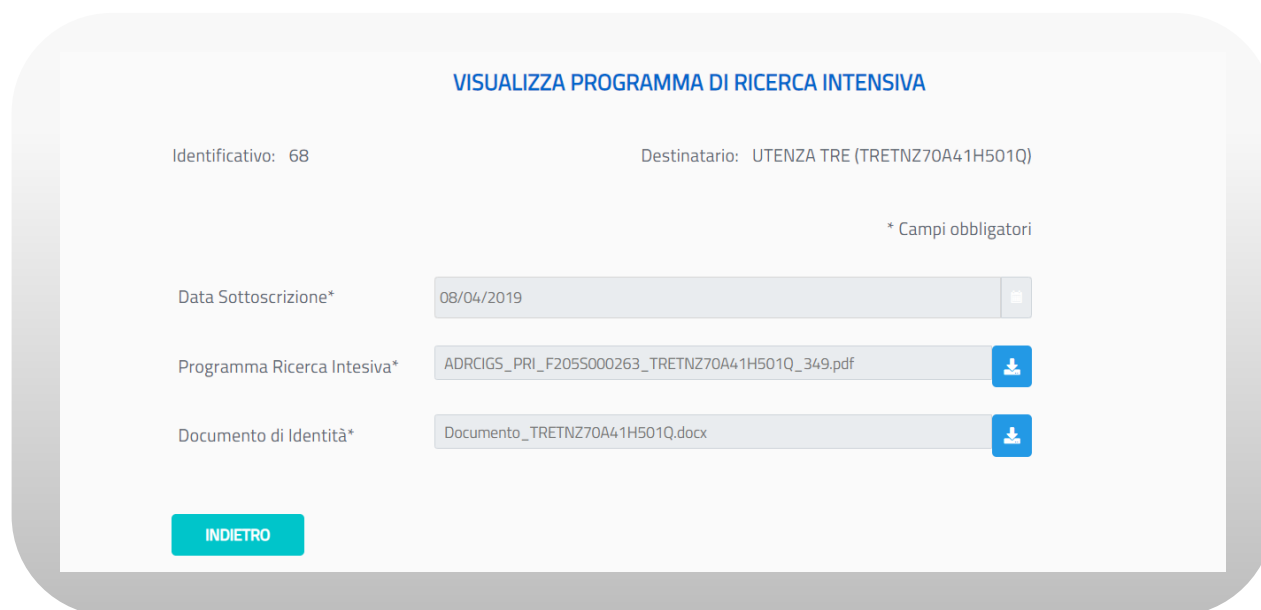 VISUALIZZA PROGRAMMA DI RICERCA INTENSIVA
Identificativo: 68 Destinatario: UTENZA TRE (TRETNZ70A41H501Q)
* Campi obbligatori
Data Sottoscrizione* 08/04/2019
Programma Ricerca Intesiva* ADRCIGS_PRI_F205S000263_TRETNZ70A41H501Q_349.pdf
Documento di Identità* Documento_TRETNZ70A41H501Q.docx
INDIETRO